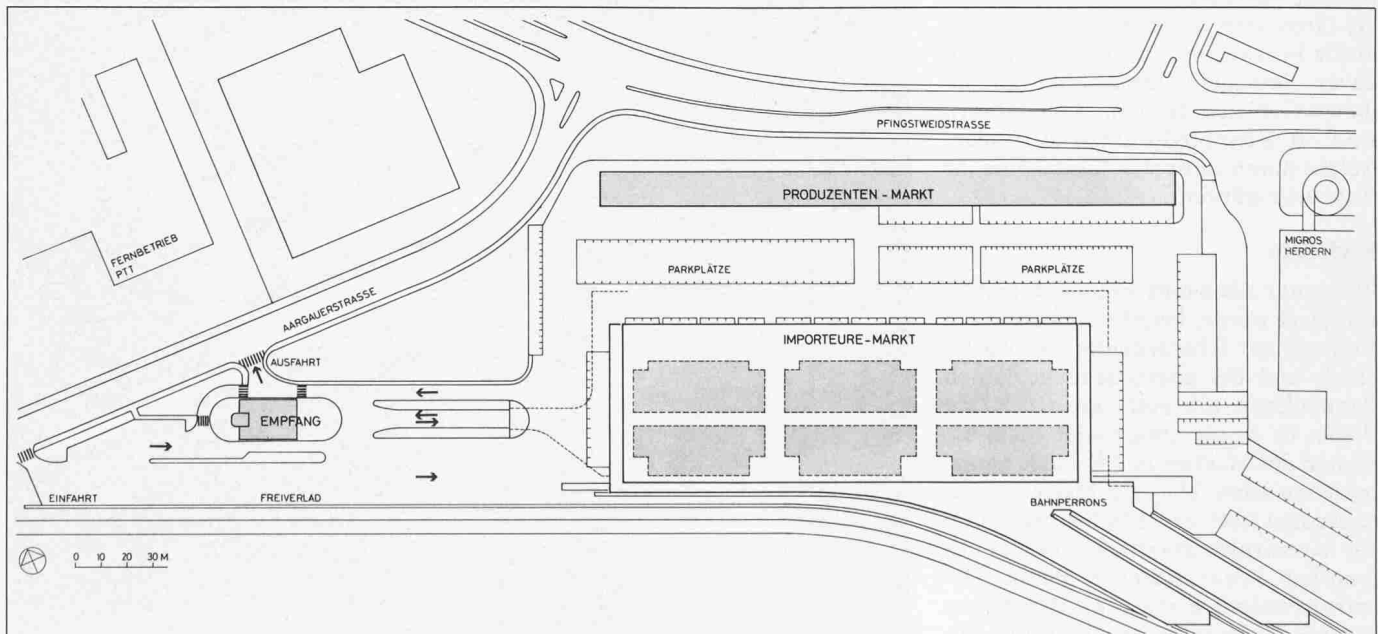 PFINGSTWEIDSTRASSE
PRODUZENTEN - MARKT
MIGROS
HERDERN
FERNBETRIEB
PTT
PARKPLÄTZE
PARKPLÄTZE
AARGAUERSTRASSE
IMPORTEURE - MARKT
AUSFAHRT
EMPFANG
EINFAHRT
FREIVERLAD
BAHNPERRONS
0 10 20 30 M.